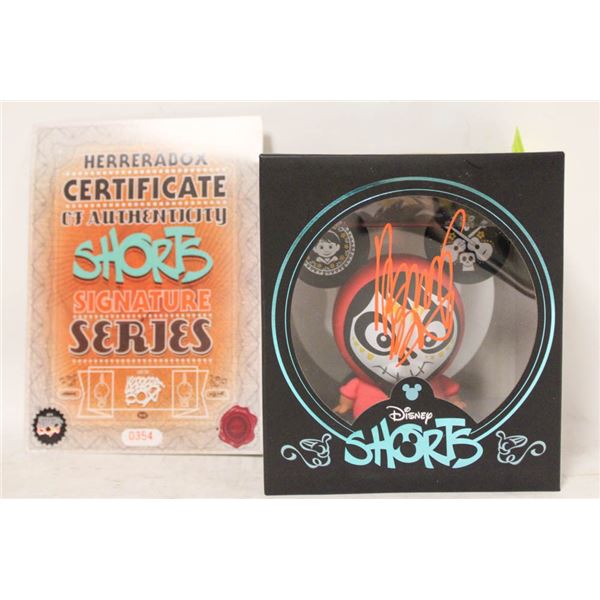 HERRERABOX
CERTIFICATE
OF AUTHENTICITY
SHORTS
SIGNATURE
SERIES
0354
Disney
SHORTS